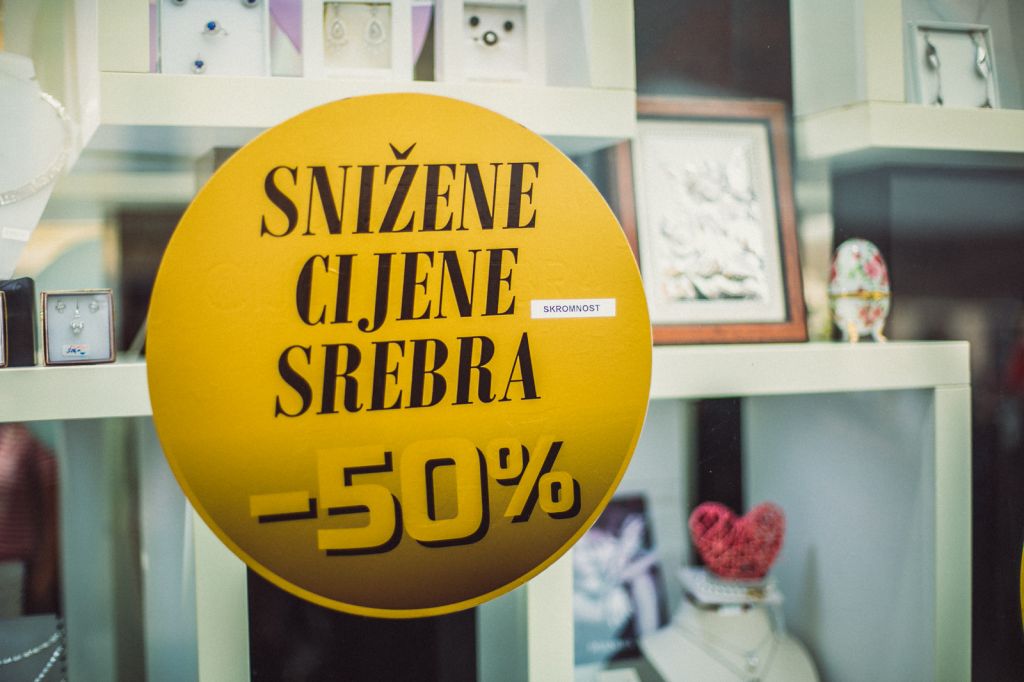 SNIŽENE
CIJENE
SKROMNOST
SREBRA
-50%